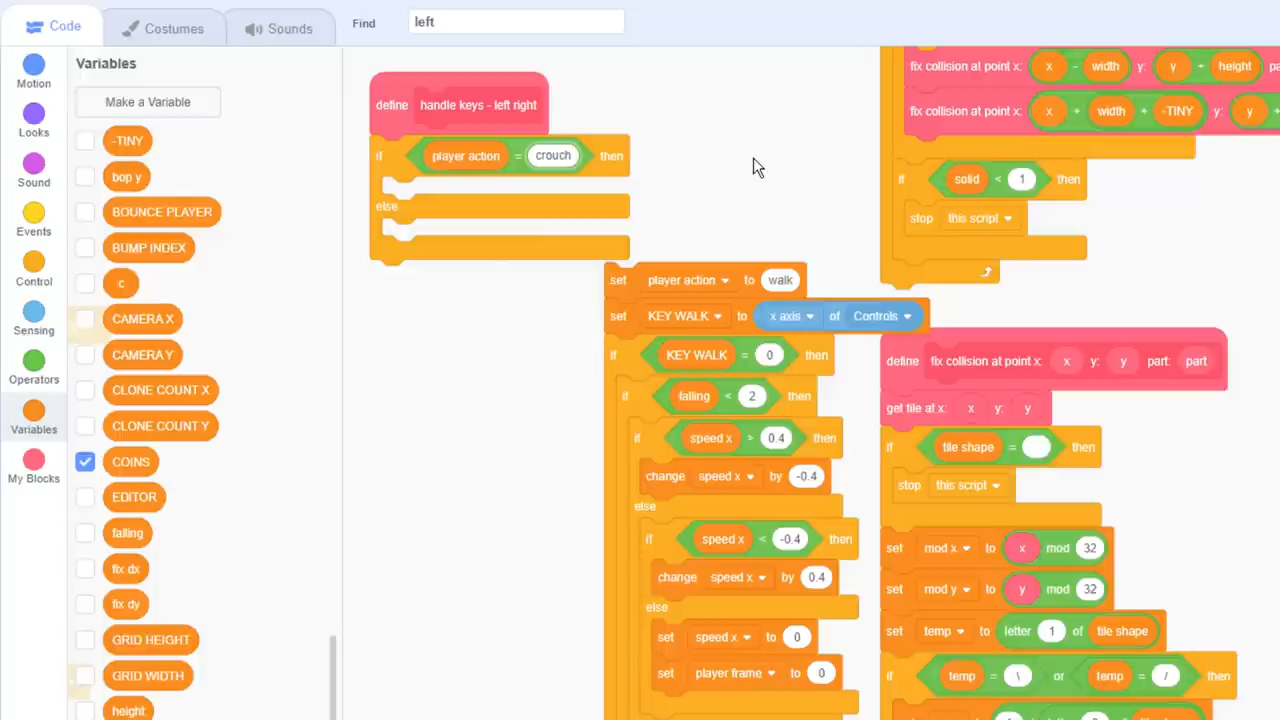 Code
Costumes
Sounds
Find
left
Motion
Looks
Sound
Events
Control
Sensing
Operators
Variables
My Blocks
Variables
Make a Variable
-TINY
bop y
BOUNCE PLAYER
BUMP INDEX
c
CAMERA X
CAMERA Y
CLONE COUNT X
CLONE COUNT Y
COINS
EDITOR
falling
fix dx
fix dy
GRID HEIGHT
GRID WIDTH
height
define handle keys - left right
if player action = crouch then
else
set player action to walk
set KEY WALK to x axis of Controls
if KEY WALK = 0 then
if falling < 2 then
if speed x > 0.4 then
change speed x by -0.4
else
if speed x < -0.4 then
change speed x by 0.4
else
set speed x to 0
set player frame to 0
fix collision at point x: x - width y: y + height pa
fix collision at point x: x + width + -TINY y: y +
if solid < 1 then
stop this script
define fix collision at point x: x y: y part: part
get tile at x: x y: y
if tile shape = then
stop this script
set mod x to x mod 32
set mod y to y mod 32
set temp to letter 1 of tile shape
if temp = \ or temp = / then